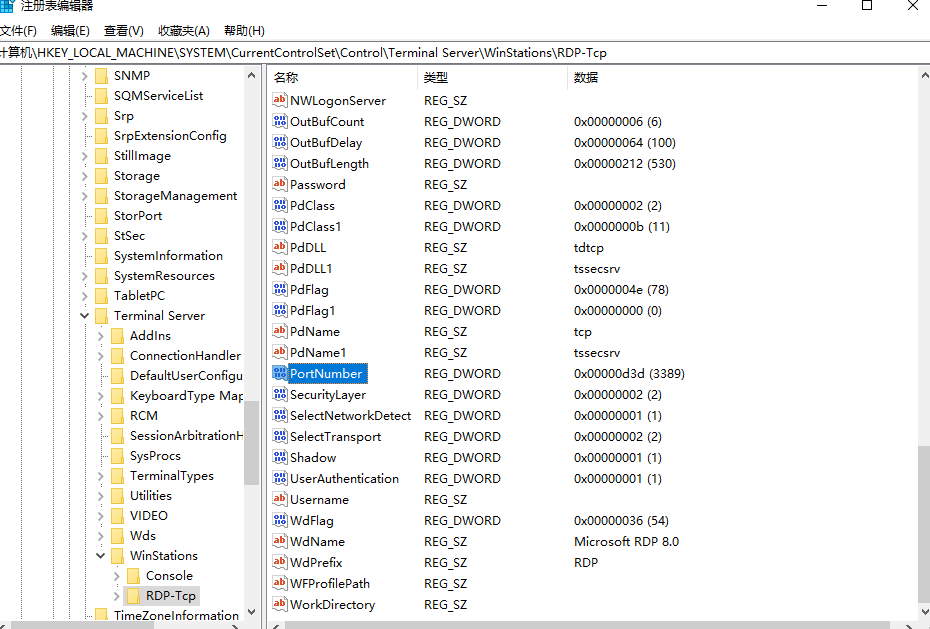 注册表编辑器
文件(F) 编辑(E) 查看(V) 收藏夹(A) 帮助(H)
计算机\HKEY_LOCAL_MACHINE\SYSTEM\CurrentControlSet\Control\Terminal Server\WinStations\RDP-Tcp
SNMP
SQMServiceList
Srp
SrpExtensionConfig
StillImage
Storage
StorageManagement
StorPort
StSec
SystemInformation
SystemResources
TabletPC
Terminal Server
AddIns
ConnectionHandler
DefaultUserConfigu
KeyboardType Map
RCM
SessionArbitrationH
SysProcs
TerminalTypes
Utilities
VIDEO
Wds
WinStations
Console
RDP-Tcp
TimeZoneInformation
名称 类型 数据
NWLogonServer REG_SZ
OutBufCount REG_DWORD 0x00000006 (6)
OutBufDelay REG_DWORD 0x00000064 (100)
OutBufLength REG_DWORD 0x00000212 (530)
Password REG_SZ
PdClass REG_DWORD 0x00000002 (2)
PdClass1 REG_DWORD 0x0000000b (11)
PdDLL REG_SZ tdtcp
PdDLL1 REG_SZ tssecsrv
PdFlag REG_DWORD 0x0000004e (78)
PdFlag1 REG_DWORD 0x00000000 (0)
PdName REG_SZ tcp
PdName1 REG_SZ tssecsrv
PortNumber REG_DWORD 0x00000d3d (3389)
SecurityLayer REG_DWORD 0x00000002 (2)
SelectNetworkDetect REG_DWORD 0x00000001 (1)
SelectTransport REG_DWORD 0x00000002 (2)
Shadow REG_DWORD 0x00000001 (1)
UserAuthentication REG_DWORD 0x00000001 (1)
Username REG_SZ
WdFlag REG_DWORD 0x00000036 (54)
WdName REG_SZ Microsoft RDP 8.0
WdPrefix REG_SZ RDP
WFProfilePath REG_SZ
WorkDirectory REG_SZ